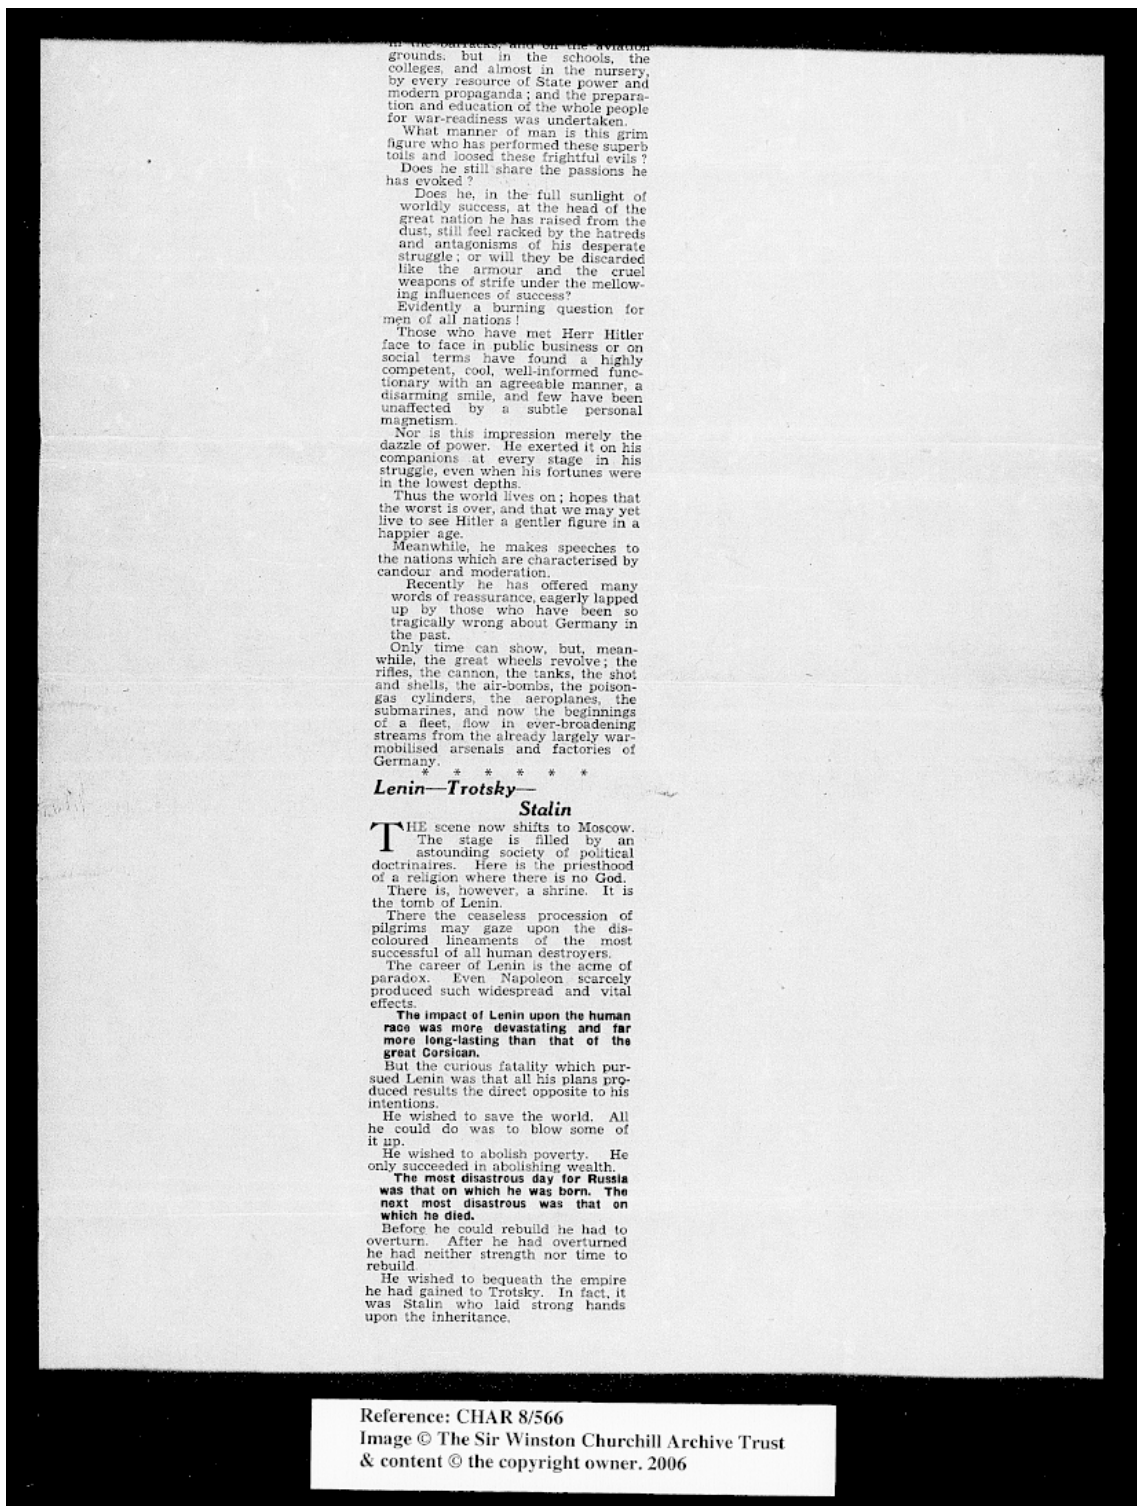 in the barracks, and on the aviation
grounds. but in the schools, the
colleges, and almost in the nursery,
by every resource of State power and
modern propaganda ; and the prepara-
tion and education of the whole people
for war-readiness was undertaken.
What manner of man is this grim
figure who has performed these superb
toils and loosed these frightful evils ?
Does he still share the passions he
has evoked ?
Does he, in the full sunlight of
worldly success, at the head of the
great nation he has raised from the
dust, still feel racked by the hatreds
and antagonisms of his desperate
struggle ; or will they be discarded
like the armour and the cruel
weapons of strife under the mellow-
ing influences of success?
Evidently a burning question for
men of all nations !
Those who have met Herr Hitler
face to face in public business or on
social terms have found a highly
competent, cool, well-informed func-
tionary with an agreeable manner, a
disarming smile, and few have been
unaffected by a subtle personal
magnetism.
Nor is this impression merely the
dazzle of power. He exerted it on his
companions at every stage in his
struggle, even when his fortunes were
in the lowest depths.
Thus the world lives on ; hopes that
the worst is over, and that we may yet
live to see Hitler a gentler figure in a
happier age.
Meanwhile, he makes speeches to
the nations which are characterised by
candour and moderation.
Recently he has offered many
words of reassurance, eagerly lapped
up by those who have been so
tragically wrong about Germany in
the past.
Only time can show, but, mean-
while, the great wheels revolve ; the
rifles, the cannon, the tanks, the shot
and shells, the air-bombs, the poison-
gas cylinders, the aeroplanes, the
submarines, and now the beginnings
of a fleet, flow in ever-broadening
streams from the already largely war-
mobilised arsenals and factories of
Germany.
* * * * * *
Lenin—Trotsky—
Stalin
THE scene now shifts to Moscow.
The stage is filled by an
astounding society of political
doctrinaires. Here is the priesthood
of a religion where there is no God.
There is, however, a shrine. It is
the tomb of Lenin.
There the ceaseless procession of
pilgrims may gaze upon the dis-
coloured lineaments of the most
successful of all human destroyers.
The career of Lenin is the acme of
paradox. Even Napoleon scarcely
produced such widespread and vital
effects.
The impact of Lenin upon the human
race was more devastating and far
more long-lasting than that of the
great Corsican.
But the curious fatality which pur-
sued Lenin was that all his plans pro-
duced results the direct opposite to his
intentions.
He wished to save the world. All
he could do was to blow some of
it up.
He wished to abolish poverty. He
only succeeded in abolishing wealth.
The most disastrous day for Russia
was that on which he was born. The
next most disastrous was that on
which he died.
Before he could rebuild he had to
overturn. After he had overturned
he had neither strength nor time to
rebuild.
He wished to bequeath the empire
he had gained to Trotsky. In fact, it
was Stalin who laid strong hands
upon the inheritance.
Reference: CHAR 8/566
Image © The Sir Winston Churchill Archive Trust
& content © the copyright owner. 2006